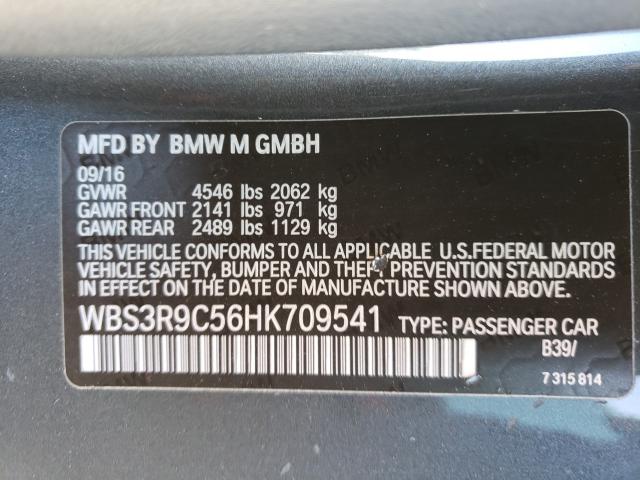 MFD BY BMW M GMBH
09/16
GVWR 4546 lbs 2062 kg
GAWR FRONT 2141 lbs 971 kg
GAWR REAR 2489 lbs 1129 kg
THIS VEHICLE CONFORMS TO ALL APPLICABLE U.S.FEDERAL MOTOR
VEHICLE SAFETY, BUMPER AND THEFT PREVENTION STANDARDS
IN EFFECT ON THE DATE OF MANUFACTURE SHOWN ABOVE.
WBS3R9C56HK709541 TYPE: PASSENGER CAR
B39/
7 315 814